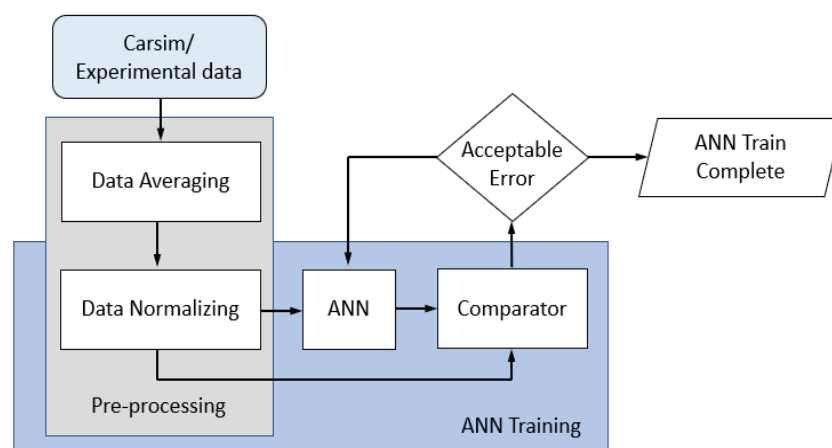 Carsim/
Experimental data
Data Averaging
Acceptable
Error
ANN Train
Complete
Data Normalizing
ANN
Comparator
Pre-processing
ANN Training